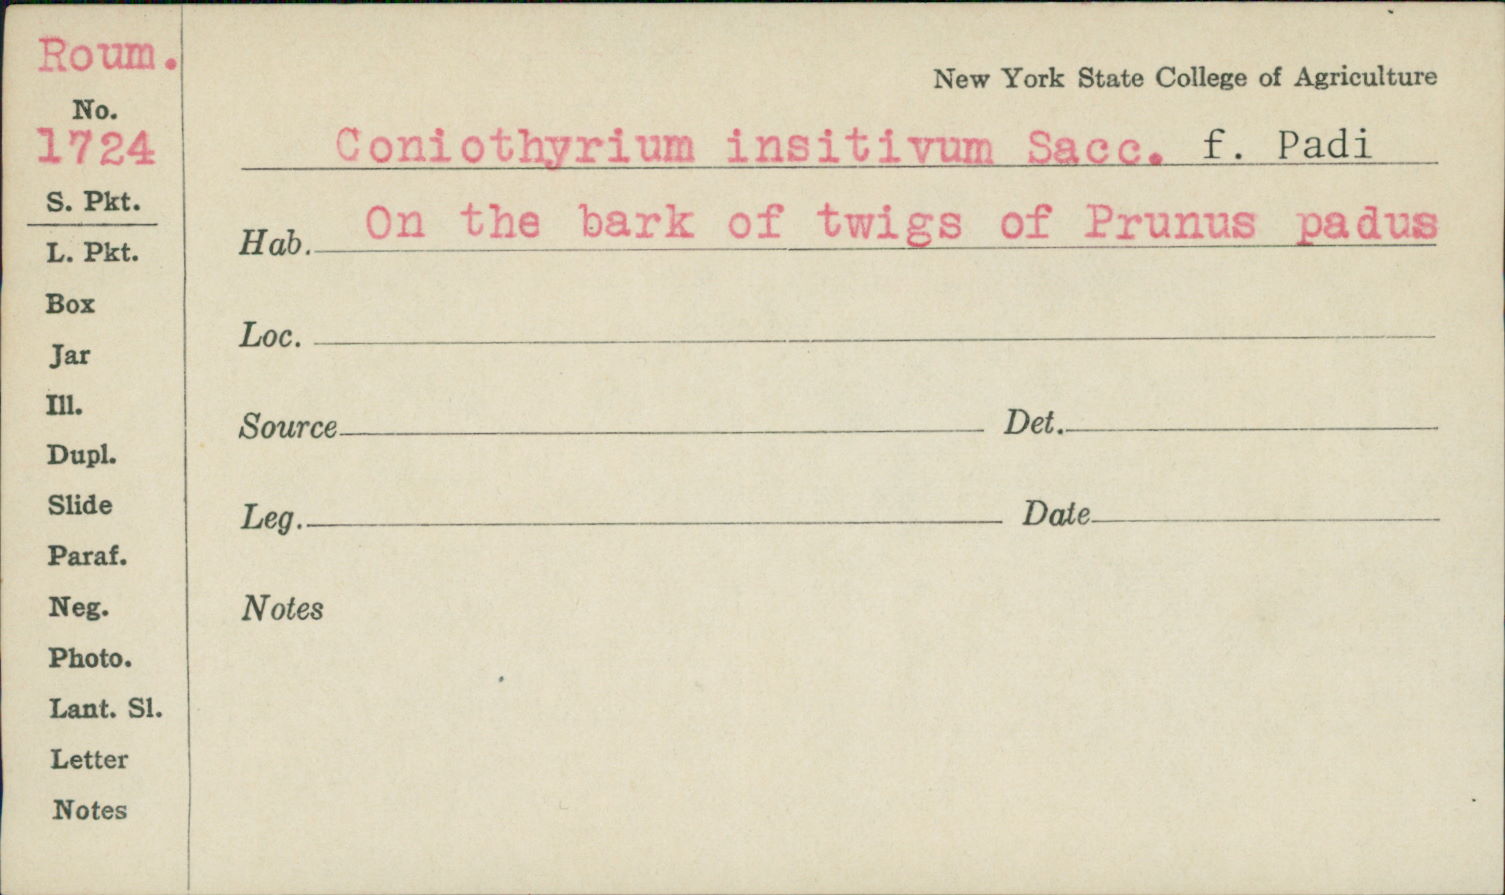 Roum.
No.
1724
S. Pkt.
L. Pkt.
Box
Jar
Ill.
Dupl.
Slide
Paraf.
Neg.
Photo.
Lant. Sl.
Letter
Notes
New York State College of Agriculture
Coniothyrium insitivum Sacc. f. Padi
Hab. On the bark of twigs of Prunus padus
Loc.
Source Det.
Leg. Date
Notes